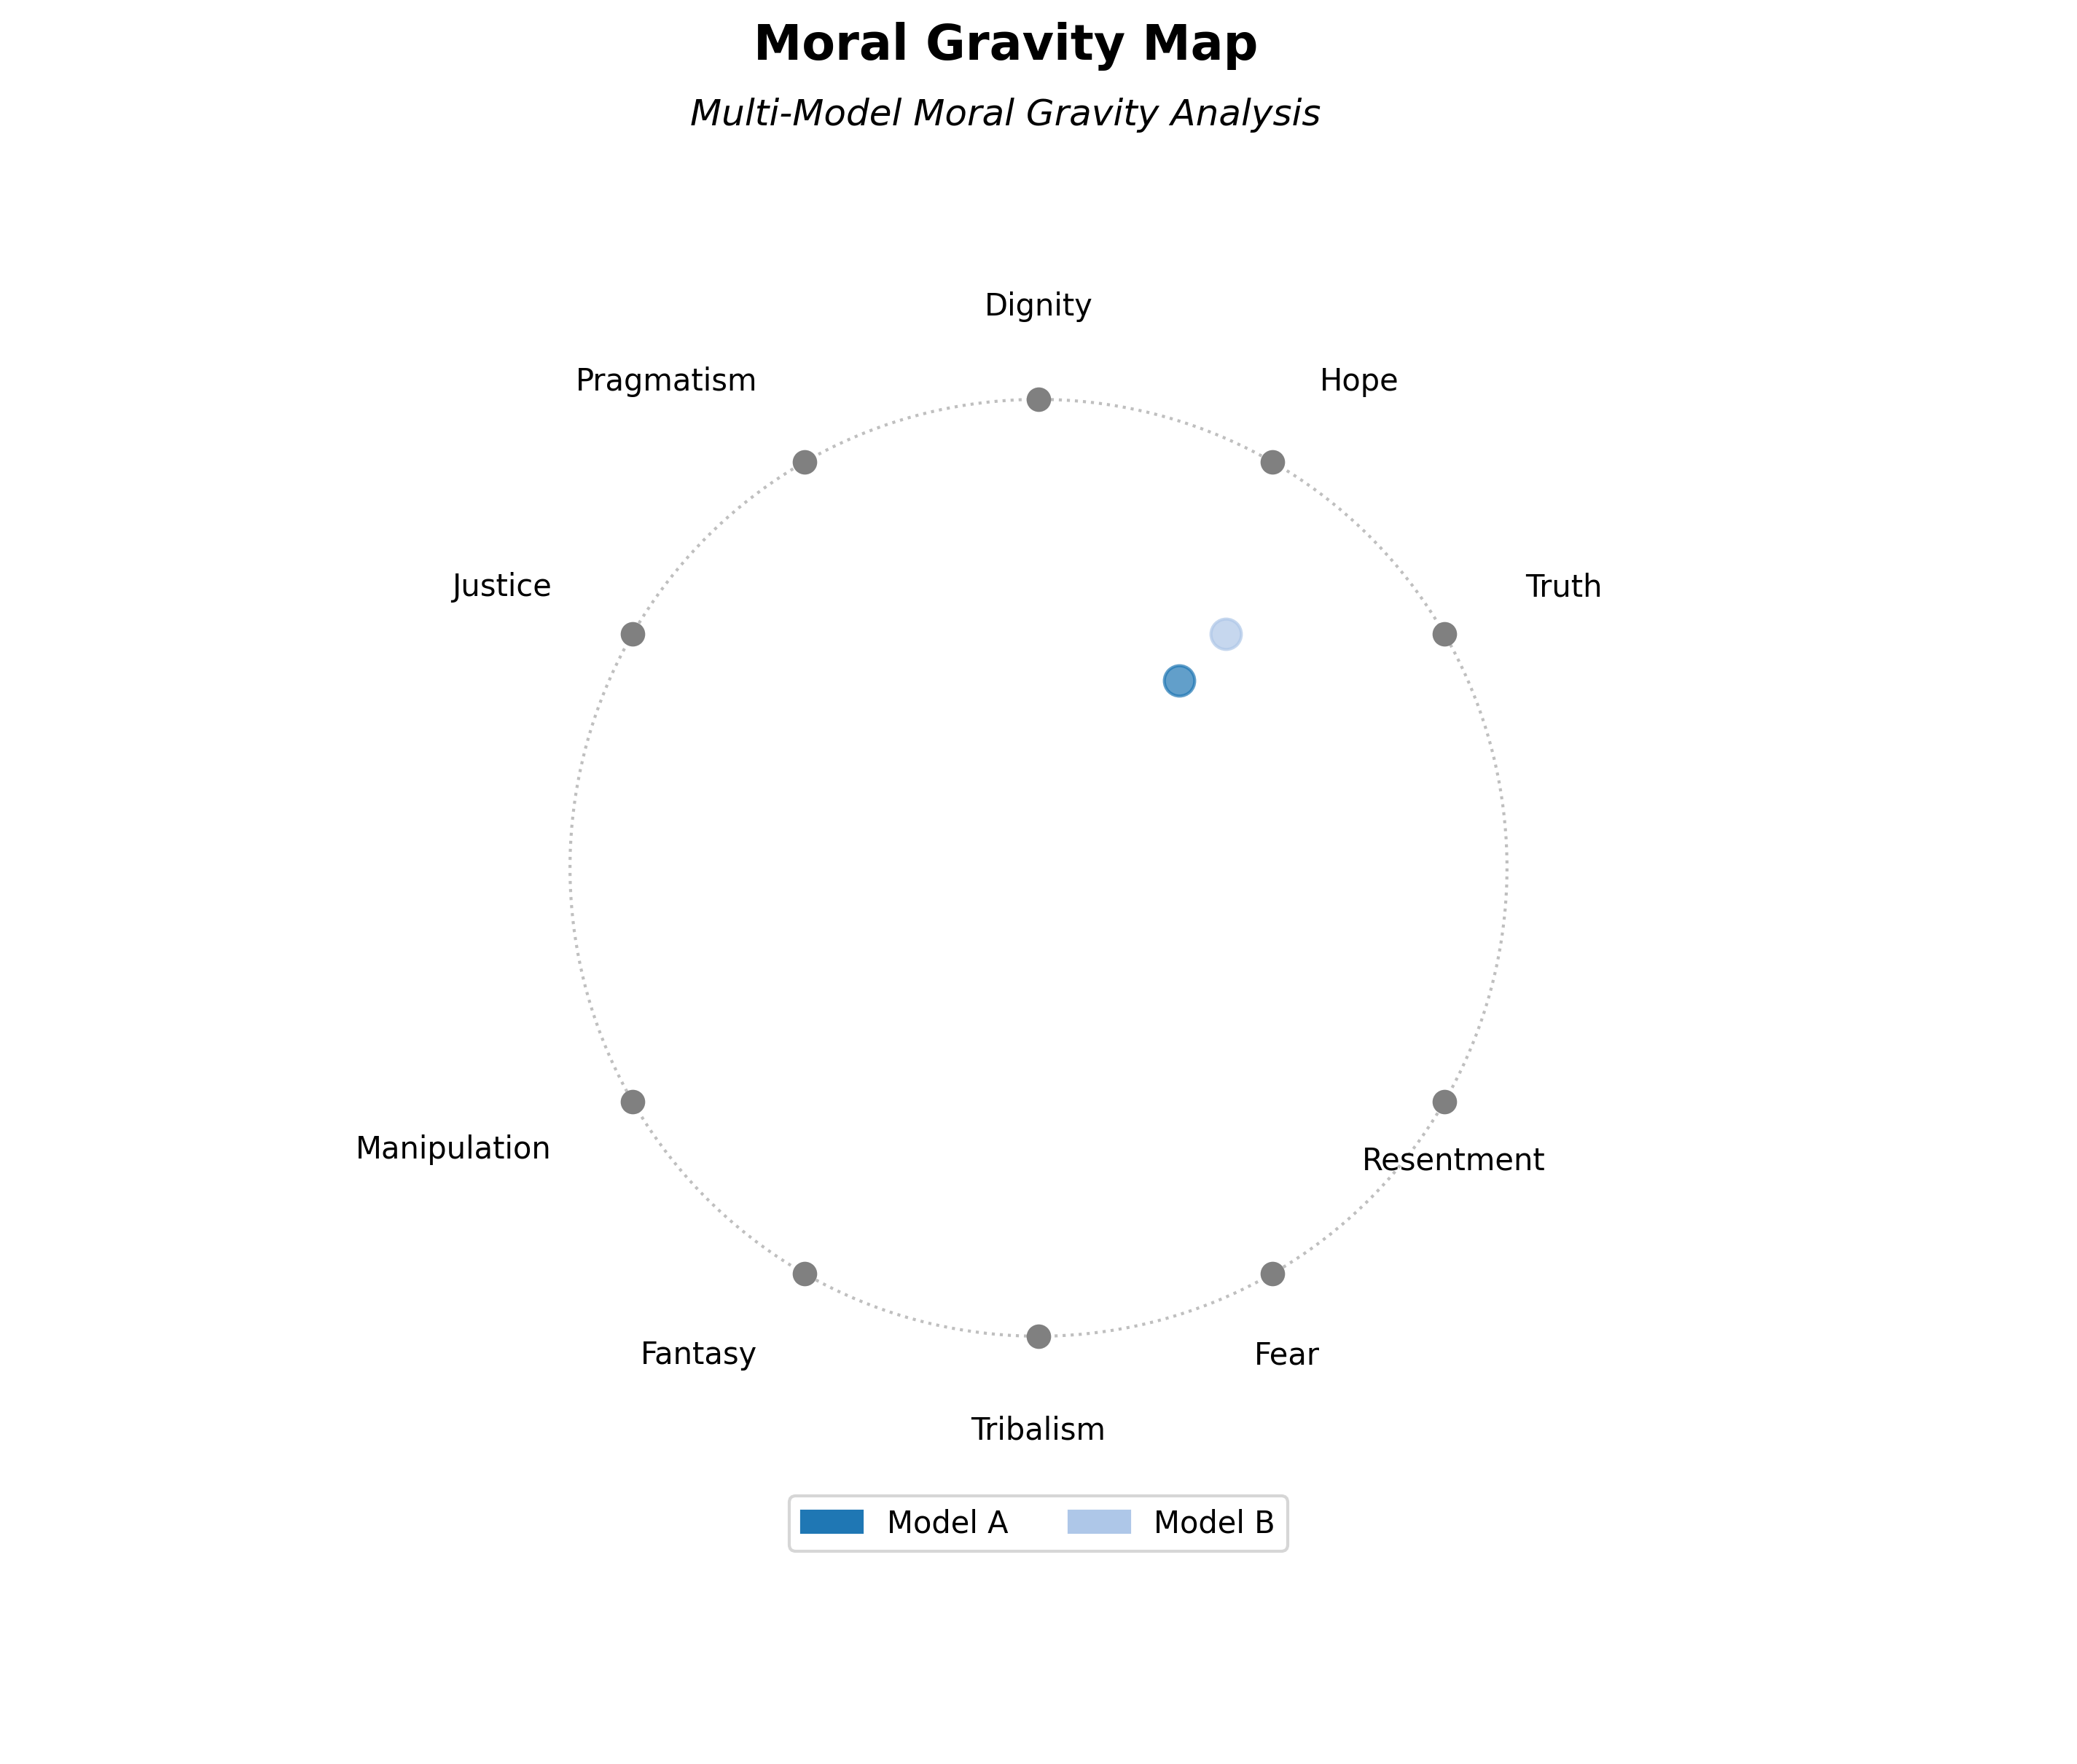 Moral Gravity Map
Multi-Model Moral Gravity Analysis
Dignity
Pragmatism
Hope
Justice
Truth
Manipulation
Resentment
Fantasy
Fear
Tribalism
Model A
Model B